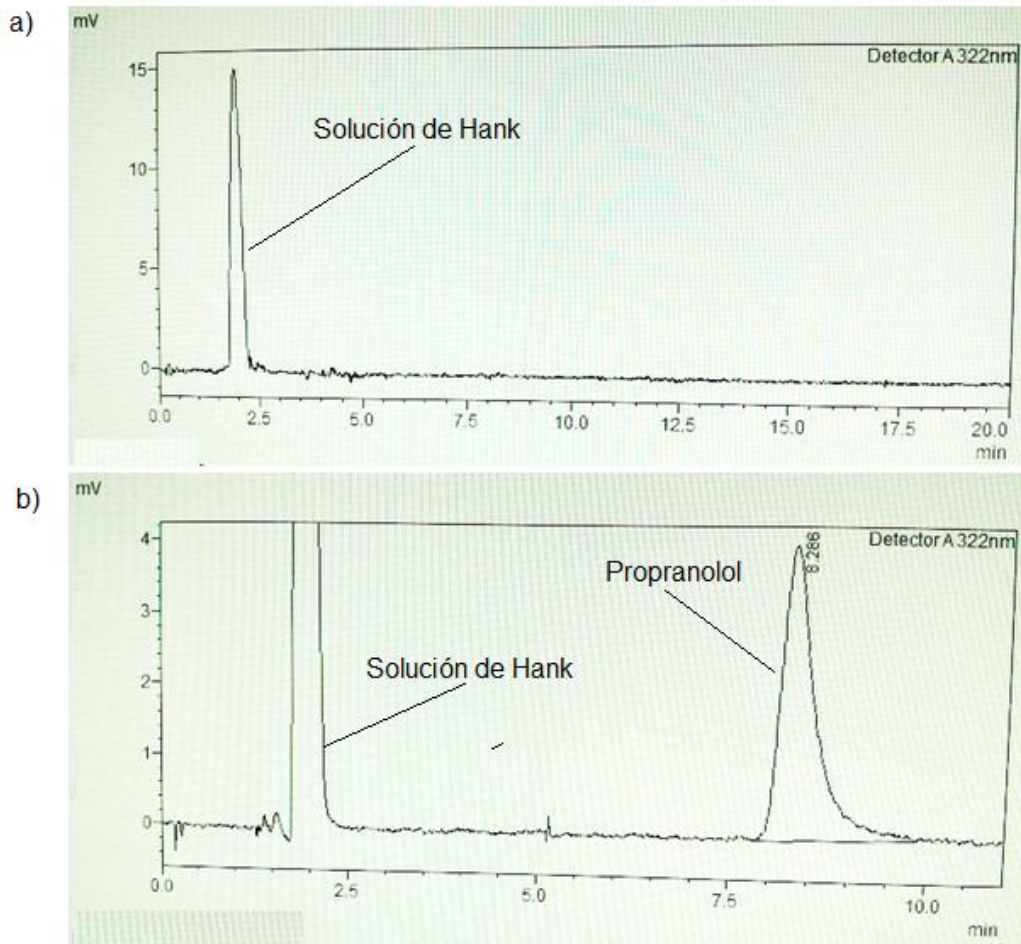 a)
mV
Detector A 322nm
15
Solución de Hank
10
5
0
0.0 2.5 5.0 7.5 10.0 12.5 15.0 17.5 20.0
min
b)
mV
Detector A 322nm
4
8.286
Propranolol
3
Solución de Hank
2
1
0
0.0 2.5 5.0 7.5 10.0
min